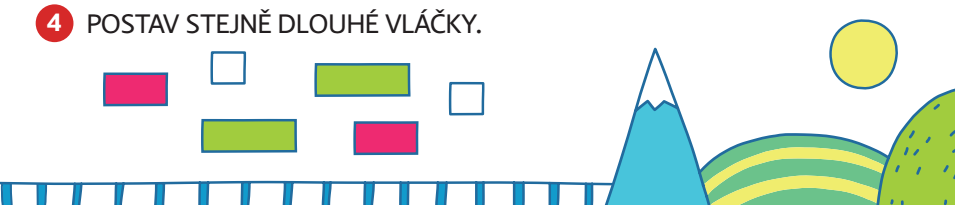 4 POSTAV STEJNĚ DLOUHÉ VLÁČKY.